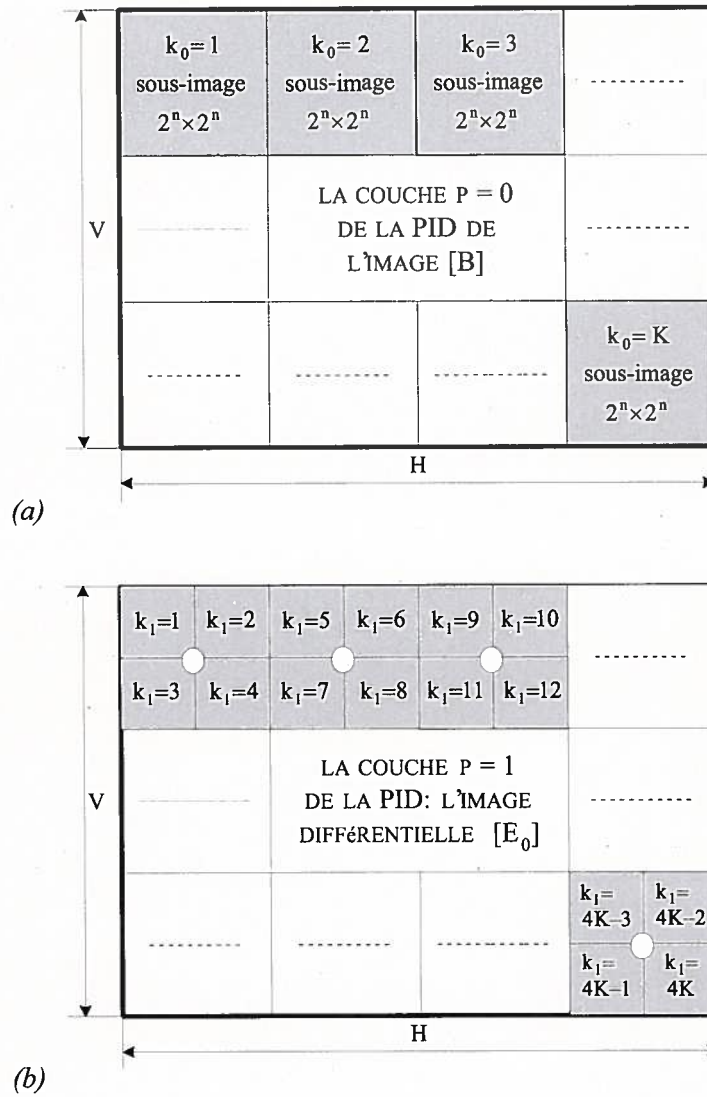 k₀= 1 k₀= 2 k₀= 3
sous-image sous-image sous-image ---------
2ⁿ×2ⁿ 2ⁿ×2ⁿ 2ⁿ×2ⁿ
LA COUCHE P = 0
V DE LA PID DE ---------
L'IMAGE [B]
k₀= K
--------- --------- --------- sous-image
2ⁿ×2ⁿ
H
(a)
k₁=1 k₁=2 k₁=5 k₁=6 k₁=9 k₁=10
---------
k₁=3 k₁=4 k₁=7 k₁=8 k₁=11 k₁=12
LA COUCHE P = 1
V DE LA PID: L'IMAGE ---------
DIFFéRENTIELLE [E₀]
k₁= k₁=
4K–3 4K–2
--------- --------- ---------
k₁= k₁=
4K–1 4K
H
(b)